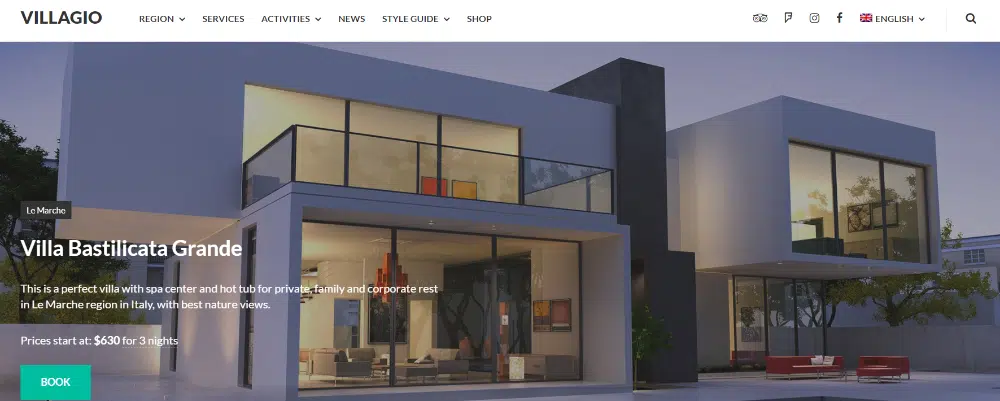 VILLAGIO
REGION SERVICES ACTIVITIES NEWS STYLE GUIDE SHOP
ENGLISH
Le Marche
Villa Bastilicata Grande
This is a perfect villa with spa center and hot tub for private, family and corporate rest
in Le Marche region in Italy, with best nature views.
Prices start at: $630 for 3 nights
BOOK